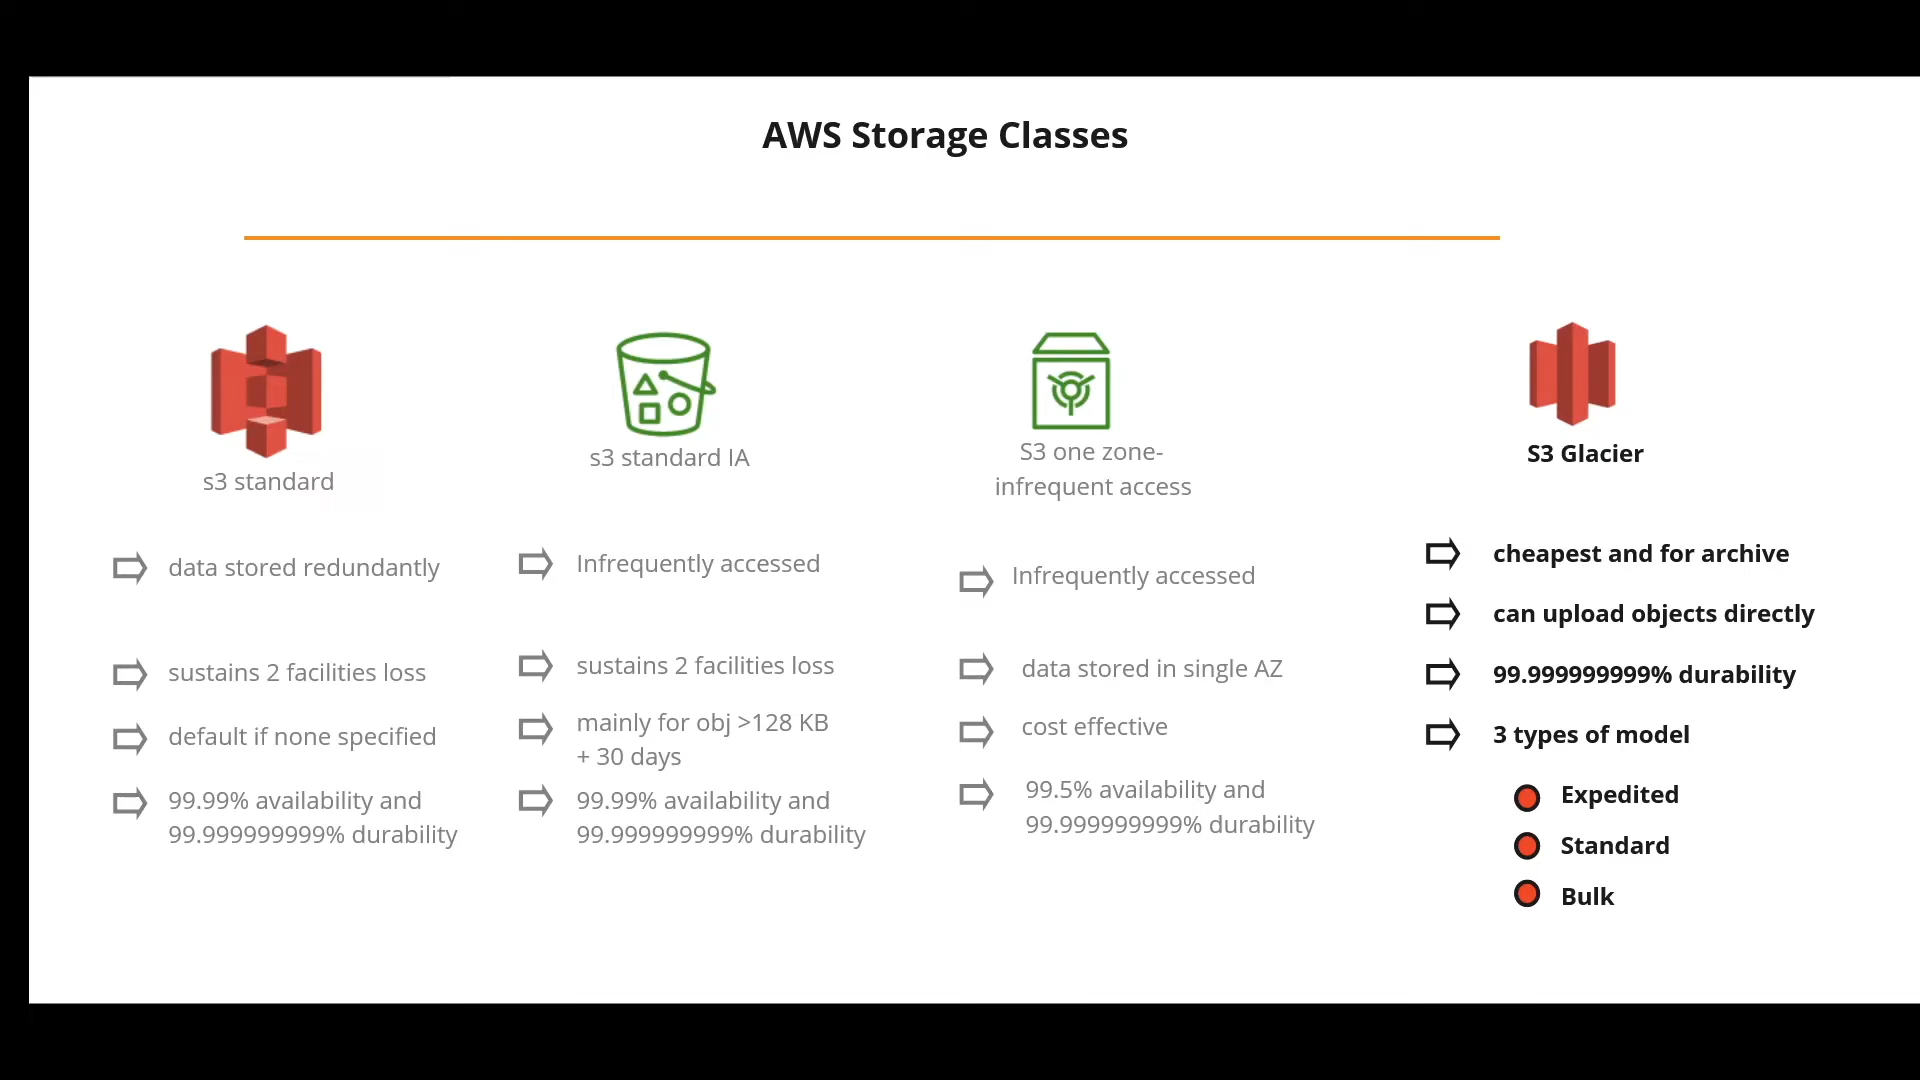 AWS Storage Classes
s3 standard
data stored redundantly
sustains 2 facilities loss
default if none specified
99.99% availability and
99.999999999% durability
s3 standard IA
Infrequently accessed
sustains 2 facilities loss
mainly for obj >128 KB
+ 30 days
99.99% availability and
99.999999999% durability
S3 one zone-
infrequent access
Infrequently accessed
data stored in single AZ
cost effective
99.5% availability and
99.999999999% durability
S3 Glacier
cheapest and for archive
can upload objects directly
99.999999999% durability
3 types of model
Expedited
Standard
Bulk